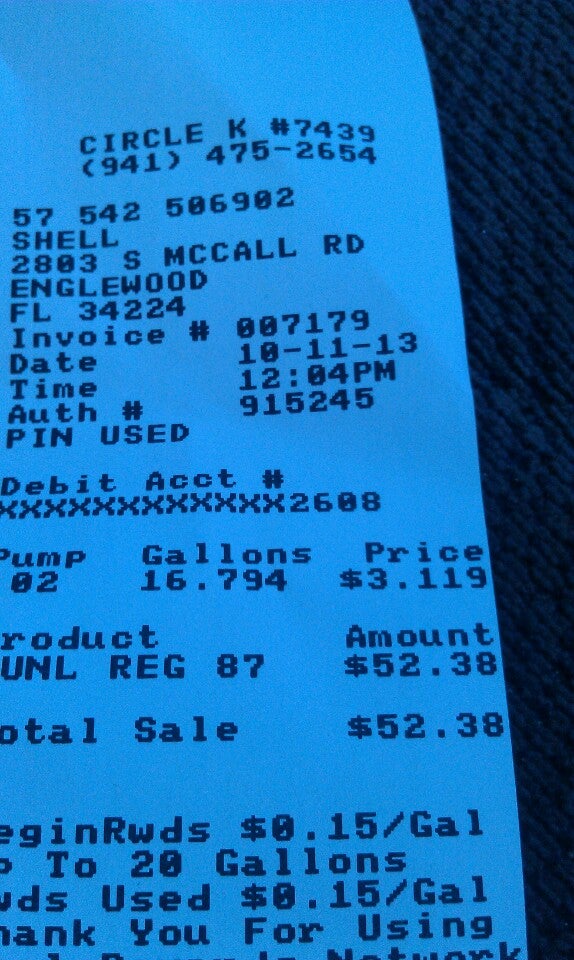 CIRCLE K #7439
(941) 475-2654
57 542 506902
SHELL
2803 S MCCALL RD
ENGLEWOOD
FL 34224
Invoice # 007179
Date 10-11-13
Time 12:04PM
Auth # 915245
PIN USED
Debit Acct #
XXXXXXXXXXXX2608
Pump Gallons Price
02 16.794 $3.119
roduct Amount
UNL REG 87 $52.38
otal Sale $52.38
eginRwds $0.15/Gal
p To 20 Gallons
wds Used $0.15/Gal
hank You For Using
Network